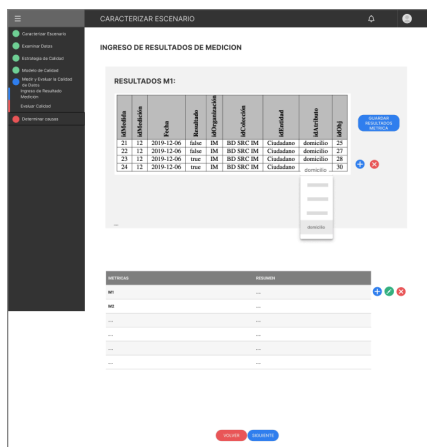 CARACTERIZAR ESCENARIO
Caracterizar Escenario
Examinar Datos
Estrategia de Calidad
Modelo de Calidad
Medir y Evaluar la Calidad
de Datos
Ingreso de Resultado
Medición
Evaluar Calidad
Determinar causas
INGRESO DE RESULTADOS DE MEDICION
RESULTADOS M1:
idMedida idMedición Fecha Resultado idOrganización idColección idEntidad idAtributo idObj
21 12 2019-12-06 false IM BD SRC IM Ciudadano domicilio 25
22 12 2019-12-06 false IM BD SRC IM Ciudadano domicilio 27
23 12 2019-12-06 true IM BD SRC IM Ciudadano domicilio 28
24 12 2019-12-06 true IM BD SRC IM Ciudadano domicilio 30
GUARDAR
RESULTADOS
METRICA
domicilio
...
METRICAS RESUMEN
M1 ...
M2 ...
... ...
... ...
... ...
... ...
VOLVER SIGUIENTE